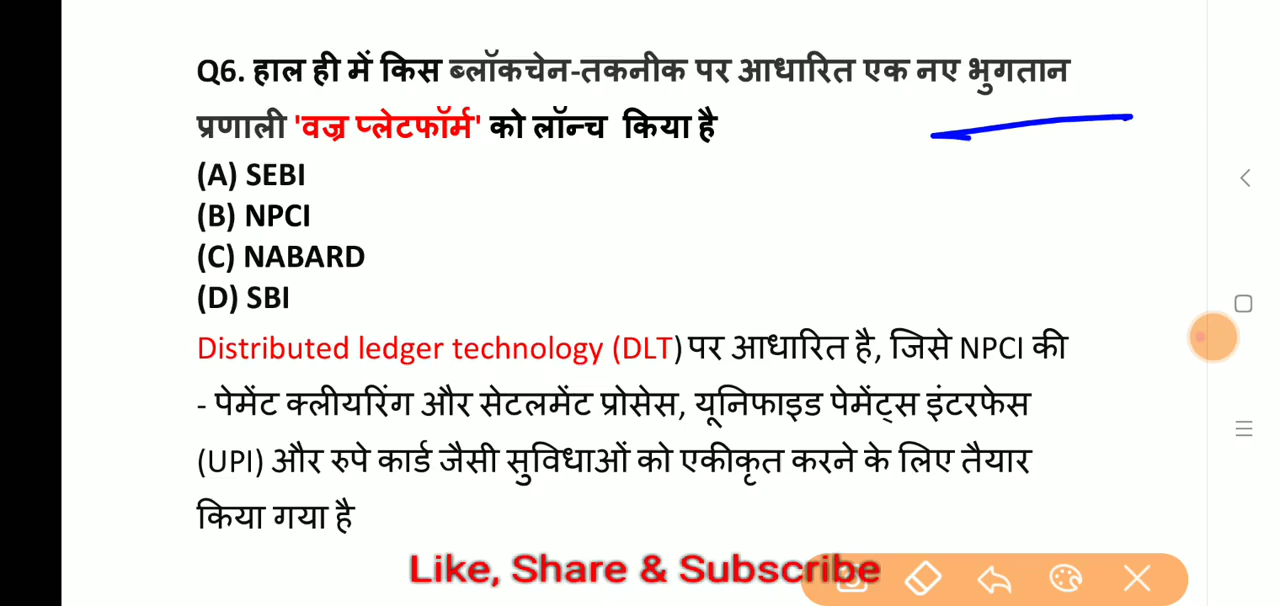 Q6. हाल ही में किस ब्लॉकचेन-तकनीक पर आधारित एक नए भुगतान
प्रणाली 'वज्र प्लेटफॉर्म' को लॉन्च किया है
(A) SEBI
(B) NPCI
(C) NABARD
(D) SBI
Distributed ledger technology (DLT) पर आधारित है, जिसे NPCI की
- पेमेंट क्लीयरिंग और सेटलमेंट प्रोसेस, यूनिफाइड पेमेंट्स इंटरफेस
(UPI) और रुपे कार्ड जैसी सुविधाओं को एकीकृत करने के लिए तैयार
किया गया है
Like, Share & Subscribe